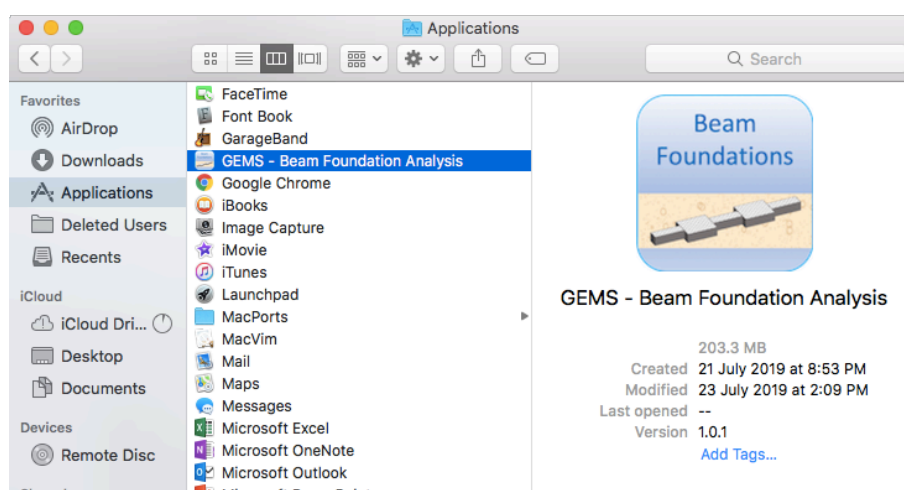 Applications
Search
Favorites
AirDrop
Downloads
Applications
Deleted Users
Recents
iCloud
iCloud Dri...
Desktop
Documents
Devices
Remote Disc
FaceTime
Font Book
GarageBand
GEMS - Beam Foundation Analysis
Google Chrome
iBooks
Image Capture
iMovie
iTunes
Launchpad
MacPorts
MacVim
Mail
Maps
Messages
Microsoft Excel
Microsoft OneNote
Microsoft Outlook
Beam
Foundations
GEMS - Beam Foundation Analysis
203.3 MB
Created 21 July 2019 at 8:53 PM
Modified 23 July 2019 at 2:09 PM
Last opened --
Version 1.0.1
Add Tags...